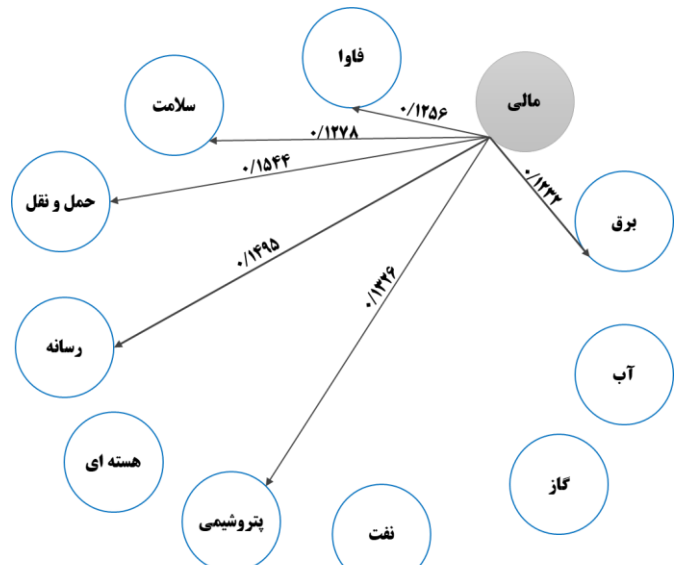 فاوا
مالی
سلامت
۰/۱۲۵۶
۰/۱۲۷۸
۰/۱۵۴۴
۰/۱۲۳۲
حمل و نقل
برق
۰/۱۴۹۵
۰/۱۳۲۶
رسانه
آب
هسته ای
گاز
پتروشیمی
نفت